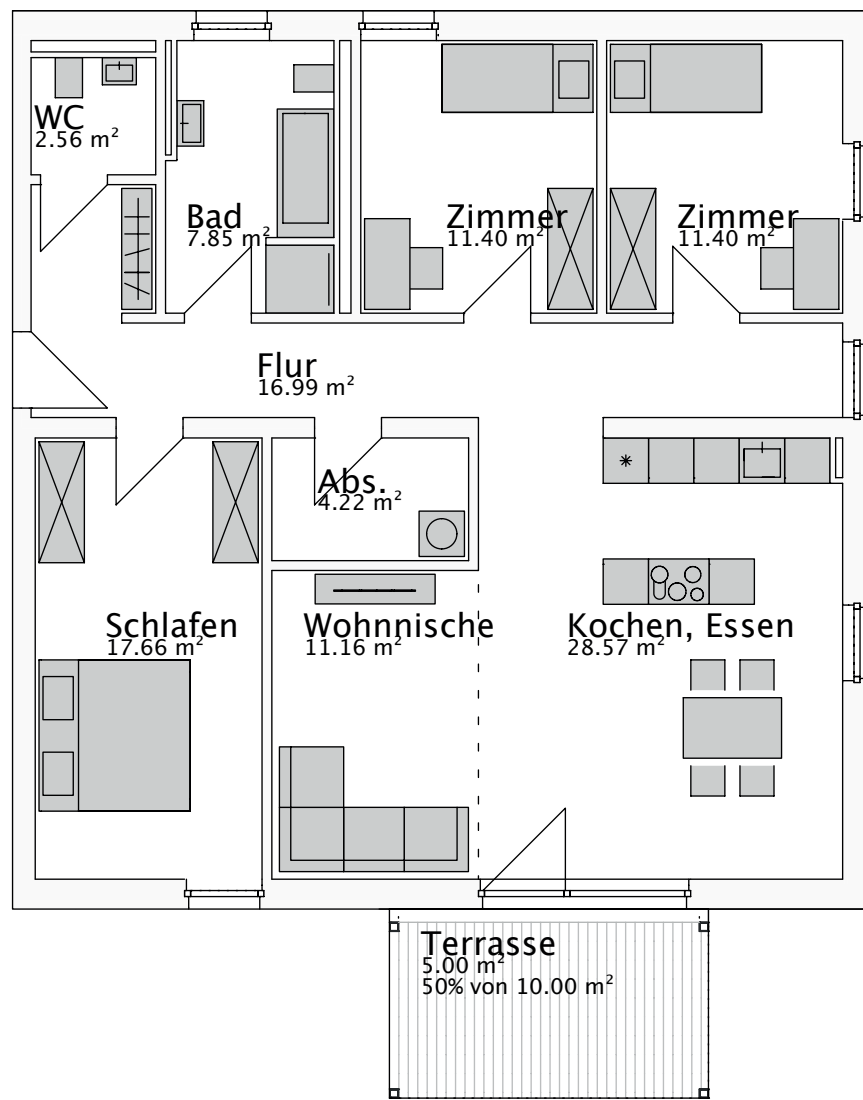 WC
2.56 m²
Bad
7.85 m²
Zimmer
11.40 m²
Zimmer
11.40 m²
Flur
16.99 m²
Abs.
4.22 m²
Schlafen
17.66 m²
Wohnnische
11.16 m²
Kochen, Essen
28.57 m²
Terrasse
5.00 m²
50% von 10.00 m²